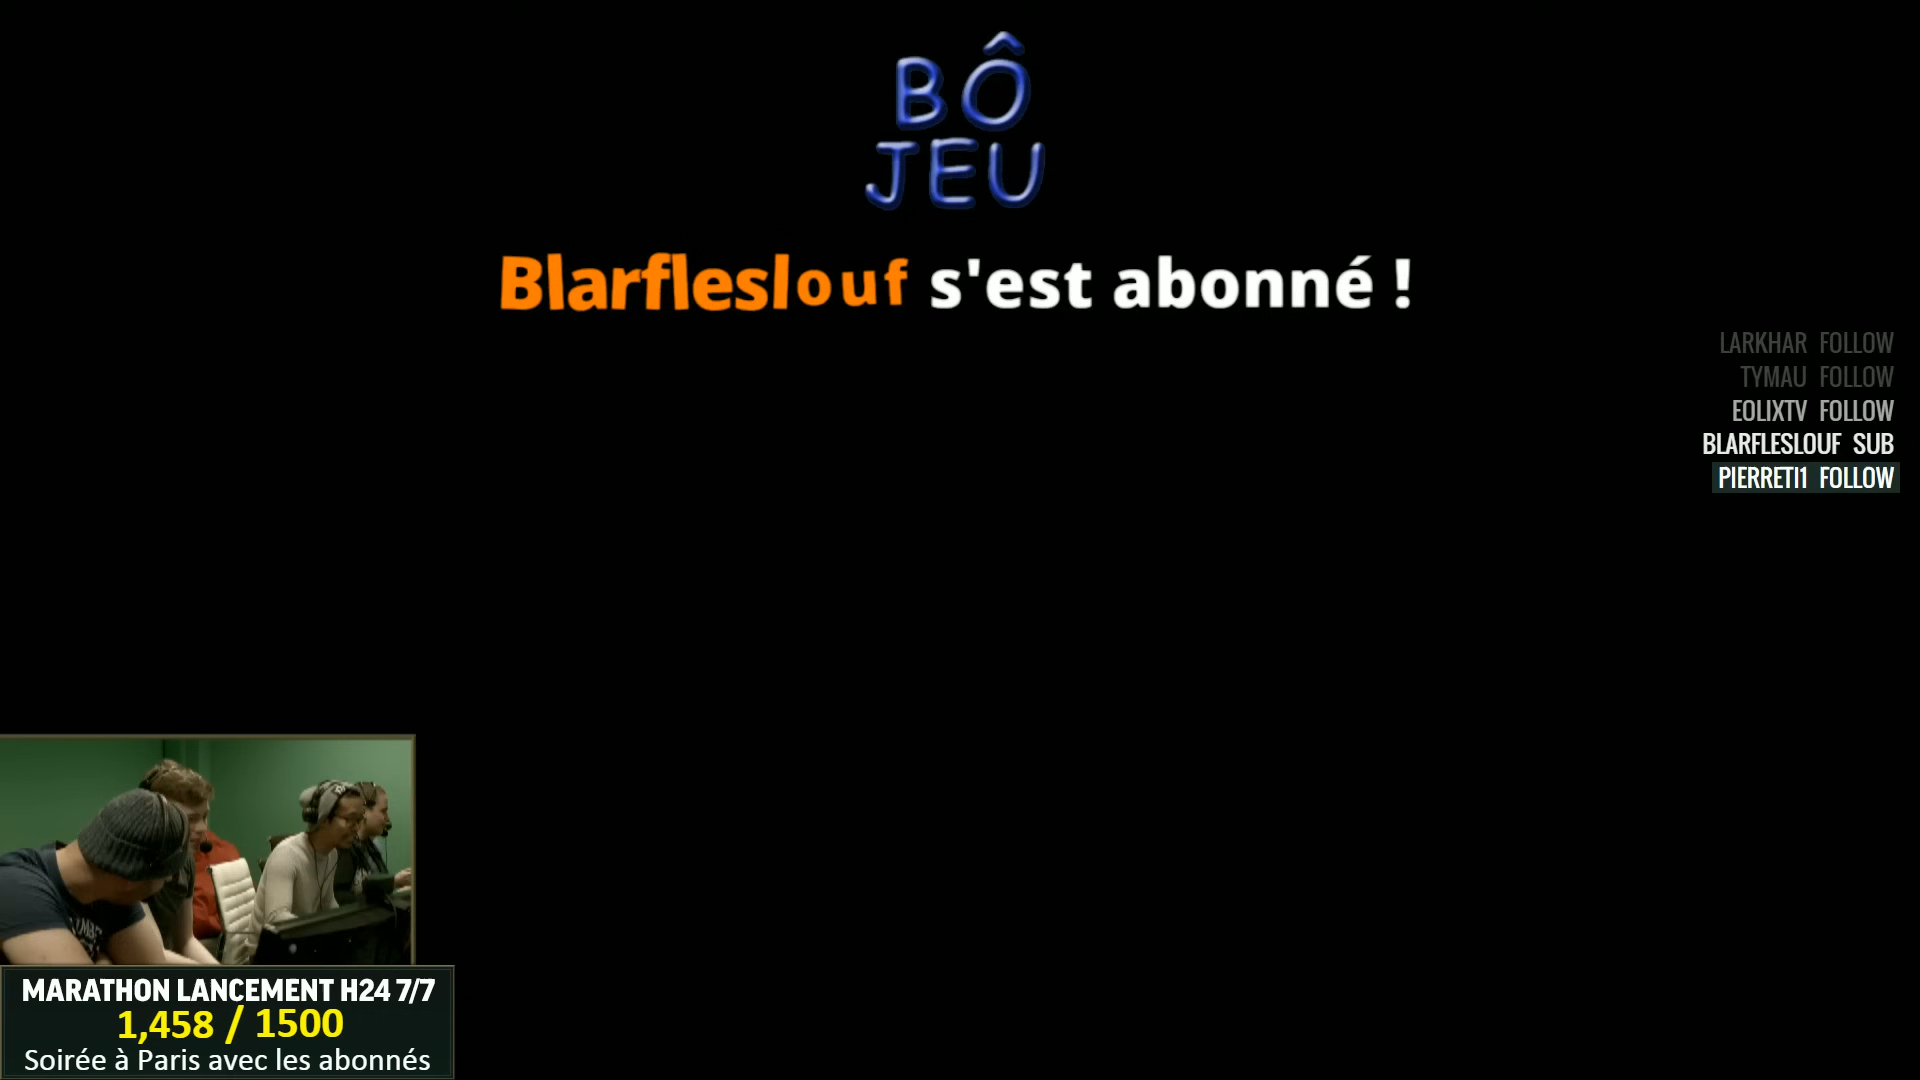 BÔ
JEU
Blarfleslouf s'est abonné !
LARKHAR FOLLOW
TYMAU FOLLOW
EOLIXTV FOLLOW
BLARFLESLOUF SUB
PIERRETI1 FOLLOW
MARATHON LANCEMENT H24 7/7
1,458 / 1500
Soirée à Paris avec les abonnés